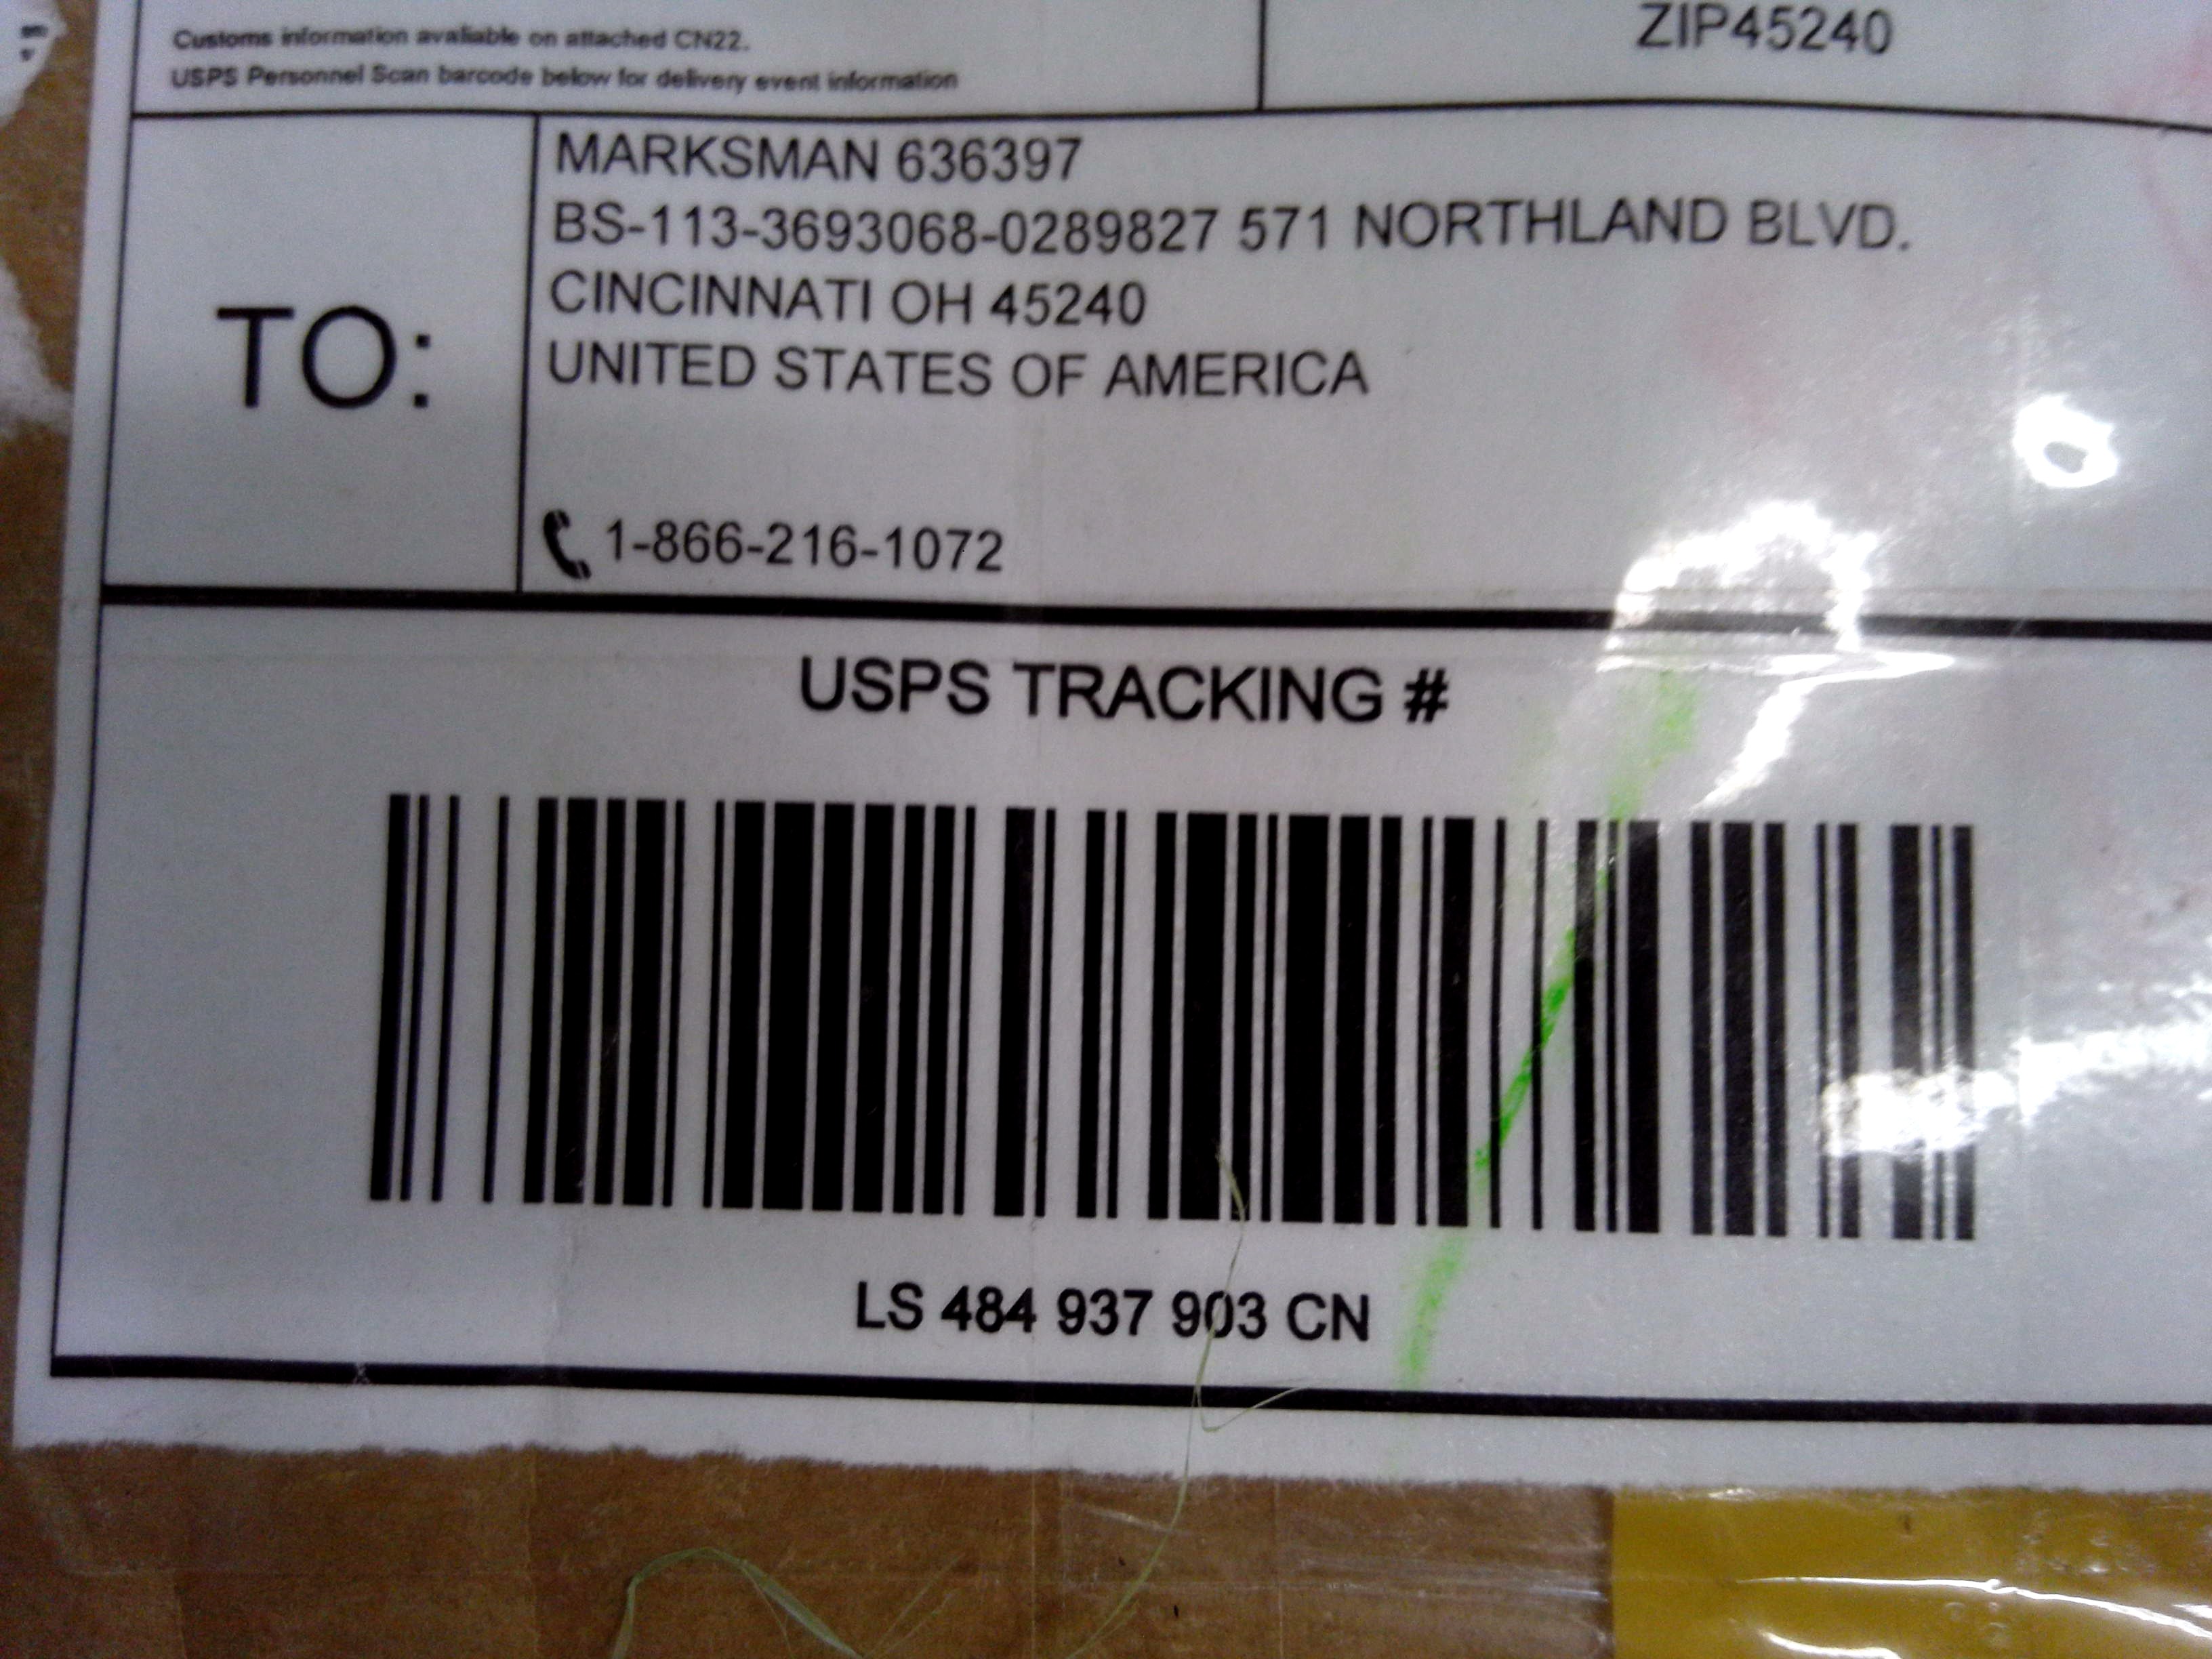 Customs information avaliable on attached CN22.
USPS Personnel Scan barcode below for delivery event information
ZIP45240
TO:
MARKSMAN 636397
BS-113-3693068-0289827 571 NORTHLAND BLVD.
CINCINNATI OH 45240
UNITED STATES OF AMERICA
1-866-216-1072
USPS TRACKING #
LS 484 937 903 CN